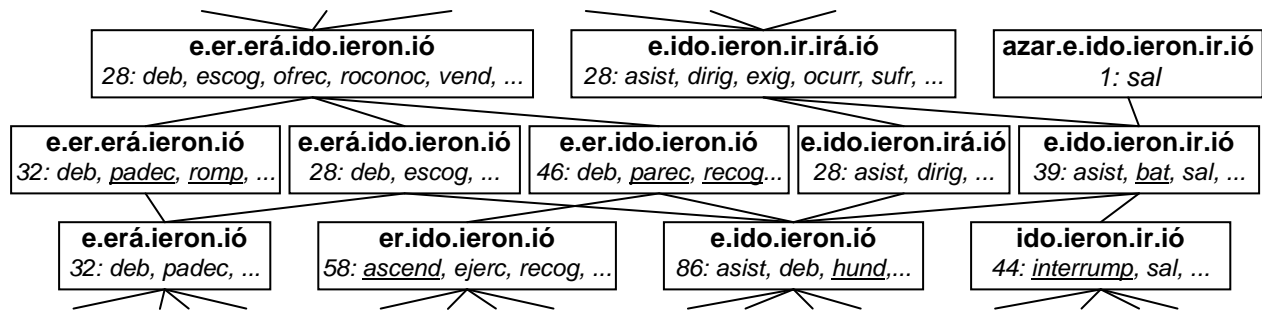 e.er.erá.ido.ieron.ió
28: deb, escog, ofrec, roconoc, vend, ...
e.ido.ieron.ir.irá.ió
28: asist, dirig, exig, ocurr, sufr, ...
azar.e.ido.ieron.ir.ió
1: sal
e.er.erá.ieron.ió
32: deb, padec, romp, ...
e.erá.ido.ieron.ió
28: deb, escog, ...
e.er.ido.ieron.ió
46: deb, parec, recog...
e.ido.ieron.irá.ió
28: asist, dirig, ...
e.ido.ieron.ir.ió
39: asist, bat, sal, ...
e.erá.ieron.ió
32: deb, padec, ...
er.ido.ieron.ió
58: ascend, ejerc, recog, ...
e.ido.ieron.ió
86: asist, deb, hund,...
ido.ieron.ir.ió
44: interrump, sal, ...